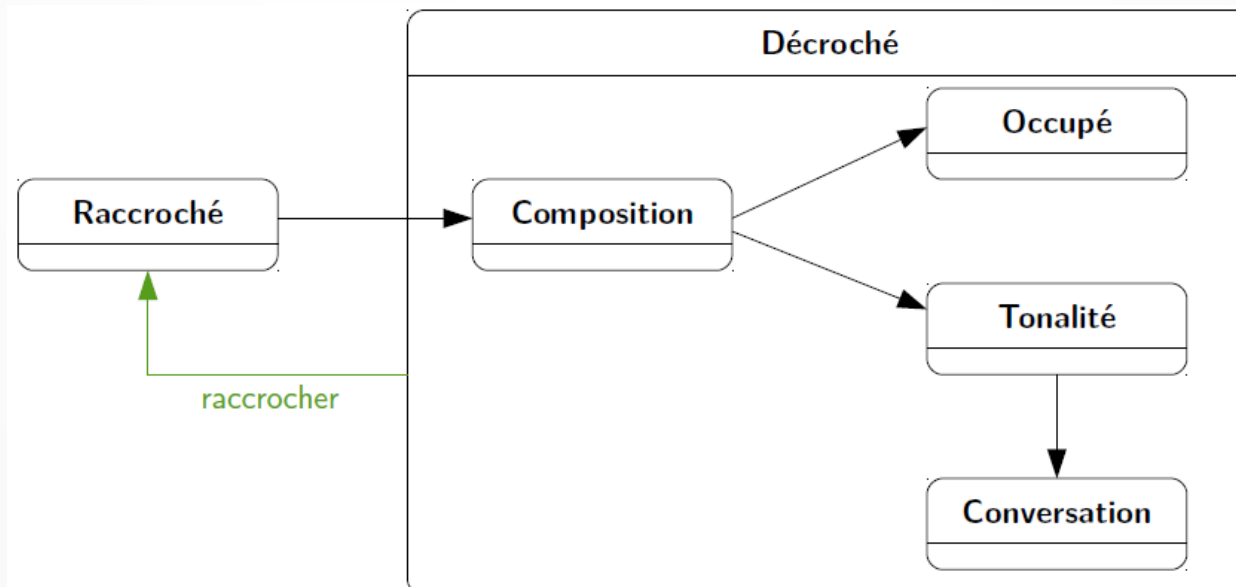 Décroché
Occupé
Raccroché
Composition
Tonalité
raccrocher
Conversation